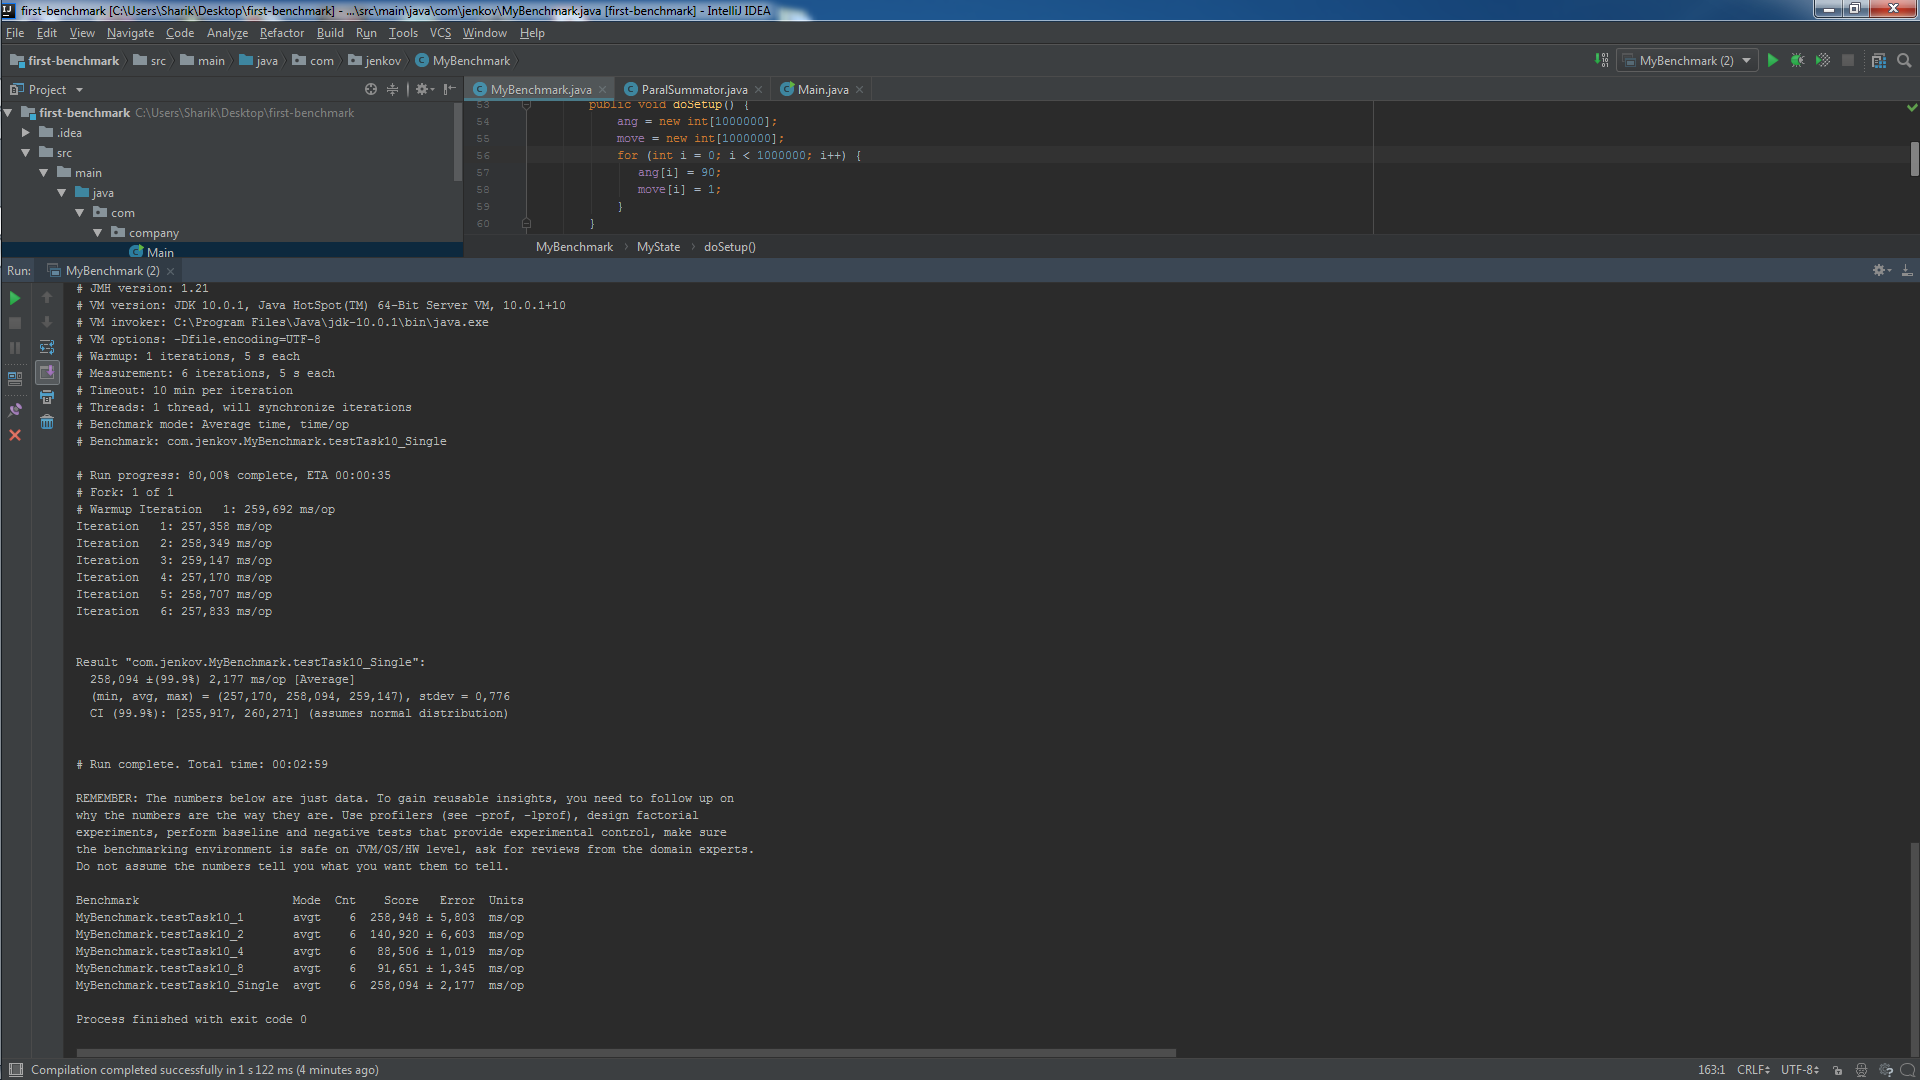 first-benchmark [C:\Users\Sharik\Desktop\first-benchmark] - ...\src\main\java\com\jenkov\MyBenchmark.java [first-benchmark] - IntelliJ IDEA
File Edit View Navigate Code Analyze Refactor Build Run Tools VCS Window Help
first-benchmark src main java com jenkov MyBenchmark
MyBenchmark (2)
Project
MyBenchmark.java ParalSummator.java Main.java
first-benchmark C:\Users\Sharik\Desktop\first-benchmark
.idea
src
main
java
com
company
Main
53 public void doSetup() {
54 ang = new int[1000000];
55 move = new int[1000000];
56 for (int i = 0; i < 1000000; i++) {
57 ang[i] = 90;
58 move[i] = 1;
59 }
60 }
MyBenchmark MyState doSetup()
Run: MyBenchmark (2)
# JMH version: 1.21
# VM version: JDK 10.0.1, Java HotSpot(TM) 64-Bit Server VM, 10.0.1+10
# VM invoker: C:\Program Files\Java\jdk-10.0.1\bin\java.exe
# VM options: -Dfile.encoding=UTF-8
# Warmup: 1 iterations, 5 s each
# Measurement: 6 iterations, 5 s each
# Timeout: 10 min per iteration
# Threads: 1 thread, will synchronize iterations
# Benchmark mode: Average time, time/op
# Benchmark: com.jenkov.MyBenchmark.testTask10_Single
# Run progress: 80,00% complete, ETA 00:00:35
# Fork: 1 of 1
# Warmup Iteration 1: 259,692 ms/op
Iteration 1: 257,358 ms/op
Iteration 2: 258,349 ms/op
Iteration 3: 259,147 ms/op
Iteration 4: 257,170 ms/op
Iteration 5: 258,707 ms/op
Iteration 6: 257,833 ms/op
Result "com.jenkov.MyBenchmark.testTask10_Single":
258,094 ±(99.9%) 2,177 ms/op [Average]
(min, avg, max) = (257,170, 258,094, 259,147), stdev = 0,776
CI (99.9%): [255,917, 260,271] (assumes normal distribution)
# Run complete. Total time: 00:02:59
REMEMBER: The numbers below are just data. To gain reusable insights, you need to follow up on
why the numbers are the way they are. Use profilers (see -prof, -lprof), design factorial
experiments, perform baseline and negative tests that provide experimental control, make sure
the benchmarking environment is safe on JVM/OS/HW level, ask for reviews from the domain experts.
Do not assume the numbers tell you what you want them to tell.
Benchmark Mode Cnt Score Error Units
MyBenchmark.testTask10_1 avgt 6 258,948 ± 5,803 ms/op
MyBenchmark.testTask10_2 avgt 6 140,920 ± 6,603 ms/op
MyBenchmark.testTask10_4 avgt 6 88,506 ± 1,019 ms/op
MyBenchmark.testTask10_8 avgt 6 91,651 ± 1,345 ms/op
MyBenchmark.testTask10_Single avgt 6 258,094 ± 2,177 ms/op
Process finished with exit code 0
Compilation completed successfully in 1 s 122 ms (4 minutes ago)
163:1 CRLF UTF-8